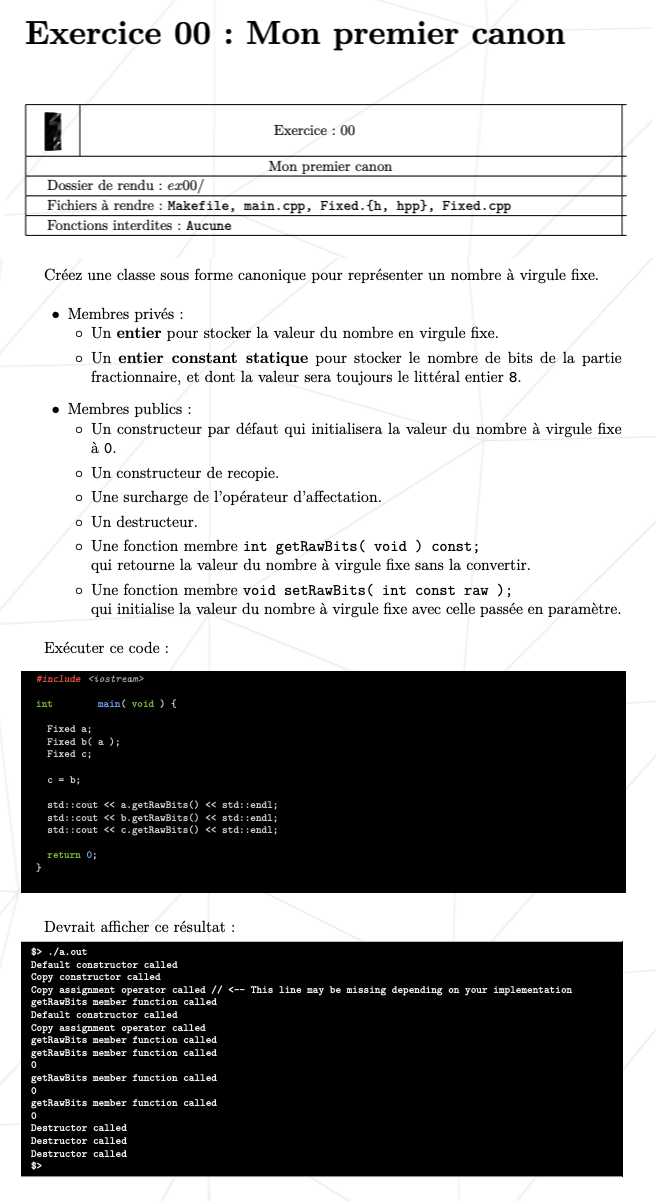 Exercice 00 : Mon premier canon
Exercice : 00
Mon premier canon
Dossier de rendu : ex00/
Fichiers à rendre : Makefile, main.cpp, Fixed.{h, hpp}, Fixed.cpp
Fonctions interdites : Aucune
Créez une classe sous forme canonique pour représenter un nombre à virgule fixe.
• Membres privés :
◦ Un entier pour stocker la valeur du nombre en virgule fixe.
◦ Un entier constant statique pour stocker le nombre de bits de la partie
fractionnaire, et dont la valeur sera toujours le littéral entier 8.
• Membres publics :
◦ Un constructeur par défaut qui initialisera la valeur du nombre à virgule fixe
à 0.
◦ Un constructeur de recopie.
◦ Une surcharge de l'opérateur d'affectation.
◦ Un destructeur.
◦ Une fonction membre int getRawBits( void ) const;
qui retourne la valeur du nombre à virgule fixe sans la convertir.
◦ Une fonction membre void setRawBits( int const raw );
qui initialise la valeur du nombre à virgule fixe avec celle passée en paramètre.
Exécuter ce code :
#include <iostream>
int main( void ) {
Fixed a;
Fixed b( a );
Fixed c;
c = b;
std::cout << a.getRawBits() << std::endl;
std::cout << b.getRawBits() << std::endl;
std::cout << c.getRawBits() << std::endl;
return 0;
}
Devrait afficher ce résultat :
$> ./a.out
Default constructor called
Copy constructor called
Copy assignment operator called // <-- This line may be missing depending on your implementation
getRawBits member function called
Default constructor called
Copy assignment operator called
getRawBits member function called
getRawBits member function called
0
getRawBits member function called
0
getRawBits member function called
0
Destructor called
Destructor called
Destructor called
$>